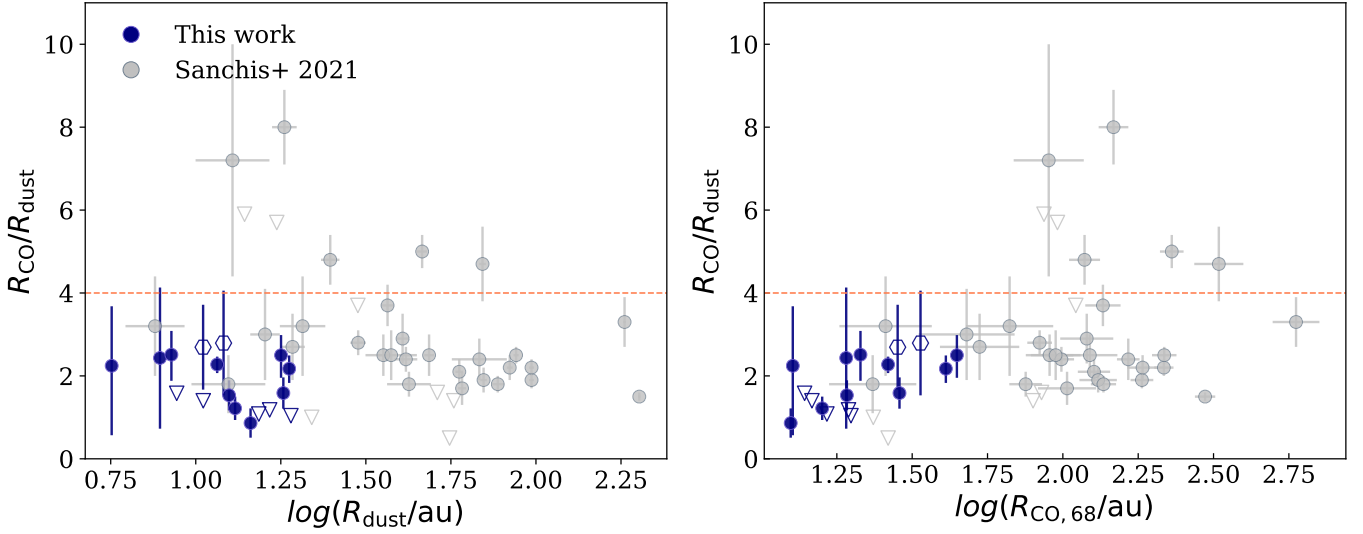 This work
Sanchis+ 2021
R_CO/R_dust
10
8
6
4
2
0
0.75 1.00 1.25 1.50 1.75 2.00 2.25
log(R_dust/au)
R_CO/R_dust
10
8
6
4
2
0
1.25 1.50 1.75 2.00 2.25 2.50 2.75
log(R_CO, 68/au)